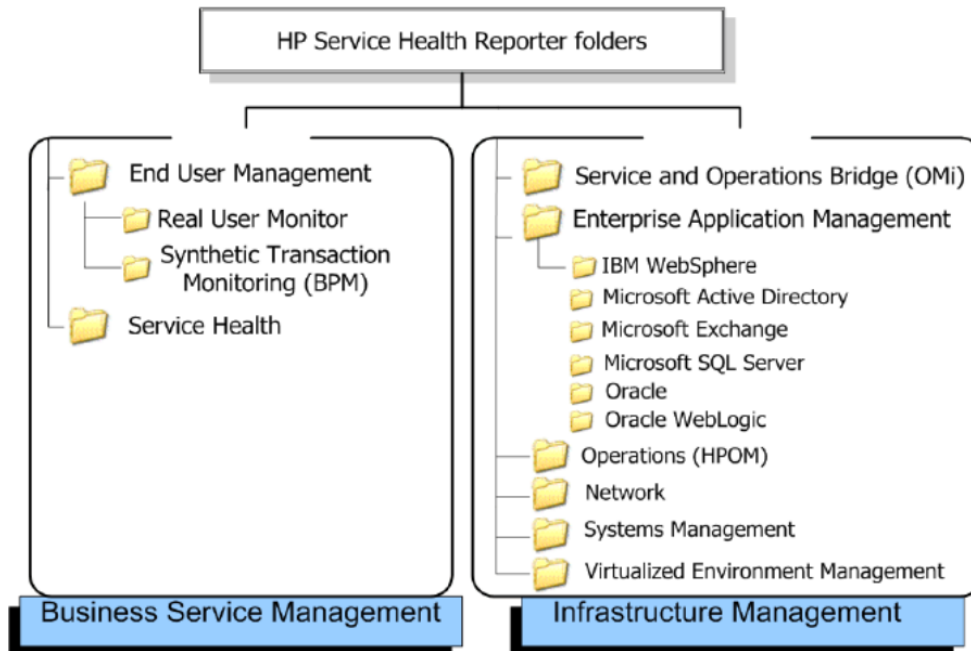 HP Service Health Reporter folders
End User Management
Real User Monitor
Synthetic Transaction
Monitoring (BPM)
Service Health
Business Service Management
Service and Operations Bridge (OMi)
Enterprise Application Management
IBM WebSphere
Microsoft Active Directory
Microsoft Exchange
Microsoft SQL Server
Oracle
Oracle WebLogic
Operations (HPOM)
Network
Systems Management
Virtualized Environment Management
Infrastructure Management